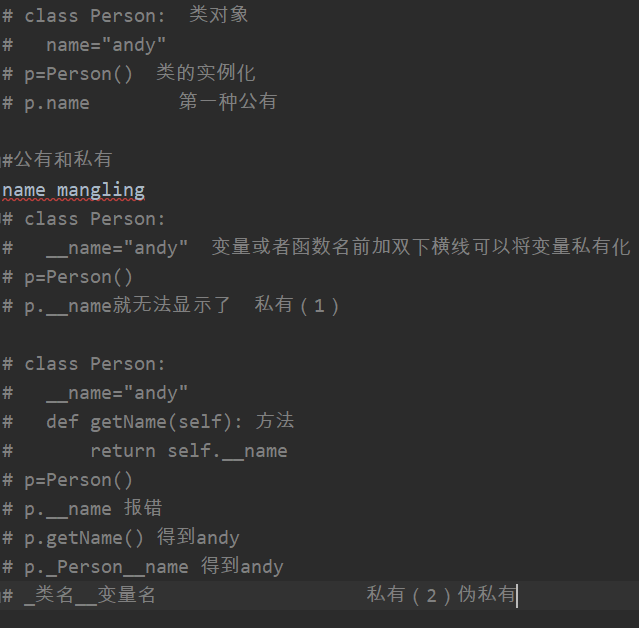 # class Person:  类对象
#   name="andy"
# p=Person()  类的实例化
# p.name        第一种公有
#公有和私有
name mangling
# class Person:
#   __name="andy"  变量或者函数名前加双下横线可以将变量私有化
# p=Person()
# p.__name就无法显示了  私有（1）
# class Person:
#   __name="andy"
#   def getName(self): 方法
#       return self.__name
# p=Person()
# p.__name 报错
# p.getName() 得到andy
# p._Person__name 得到andy
# _类名__变量名                   私有（2）伪私有